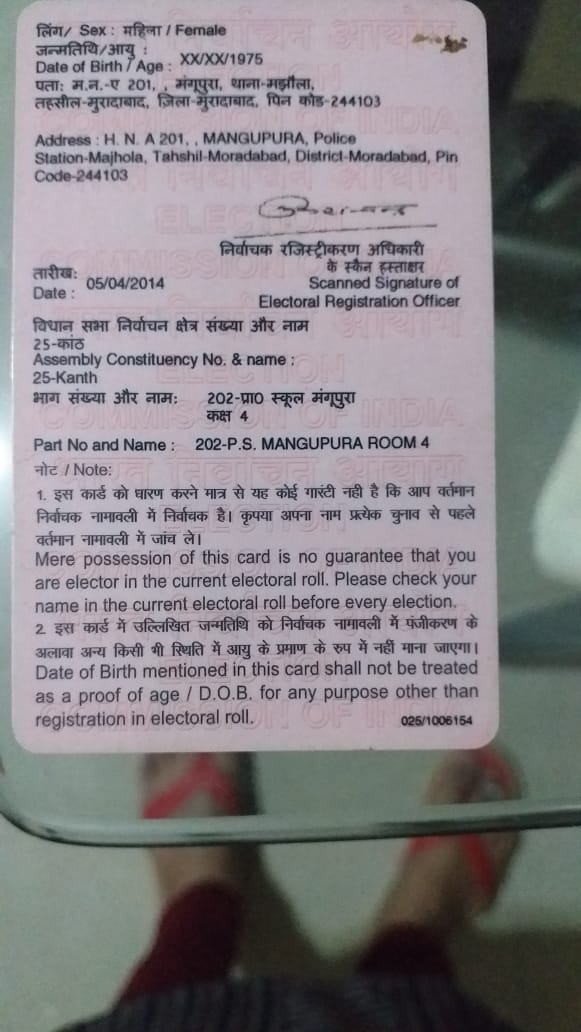 लिंग/ Sex : महिला / Female
जन्मतिथि/आयु :
Date of Birth / Age : XX/XX/1975
पता: म.न.-ए 201, , मंगूपुरा, थाना-मझौला,
तहसील-मुरादाबाद, ज़िला-मुरादाबाद, पिन कोड-244103
Address : H. N. A 201, , MANGUPURA, Police
Station-Majhola, Tahshil-Moradabad, District-Moradabad, Pin
Code-244103
निर्वाचक रजिस्ट्रीकरण अधिकारी
के स्कैन हस्ताक्षर
तारीख:
Date : 05/04/2014
Scanned Signature of
Electoral Registration Officer
विधान सभा निर्वाचन क्षेत्र संख्या और नाम
25-कांठ
Assembly Constituency No. & name :
25-Kanth
भाग संख्या और नाम: 202-प्रा0 स्कूल मंगूपुरा
कक्ष 4
Part No and Name : 202-P.S. MANGUPURA ROOM 4
नोट / Note:
1. इस कार्ड को धारण करने मात्र से यह कोई गारंटी नही है कि आप वर्तमान
निर्वाचक नामावली में निर्वाचक है। कृपया अपना नाम प्रत्येक चुनाव से पहले
वर्तमान नामावली में जांच ले।
Mere possession of this card is no guarantee that you
are elector in the current electoral roll. Please check your
name in the current electoral roll before every election.
2. इस कार्ड में उल्लिखित जन्मतिथि को निर्वाचक नामावली में पंजीकरण के
अलावा अन्य किसी भी स्थिति में आयु के प्रमाण के रुप में नहीं माना जाएगा।
Date of Birth mentioned in this card shall not be treated
as a proof of age / D.O.B. for any purpose other than
registration in electoral roll.
025/1006154